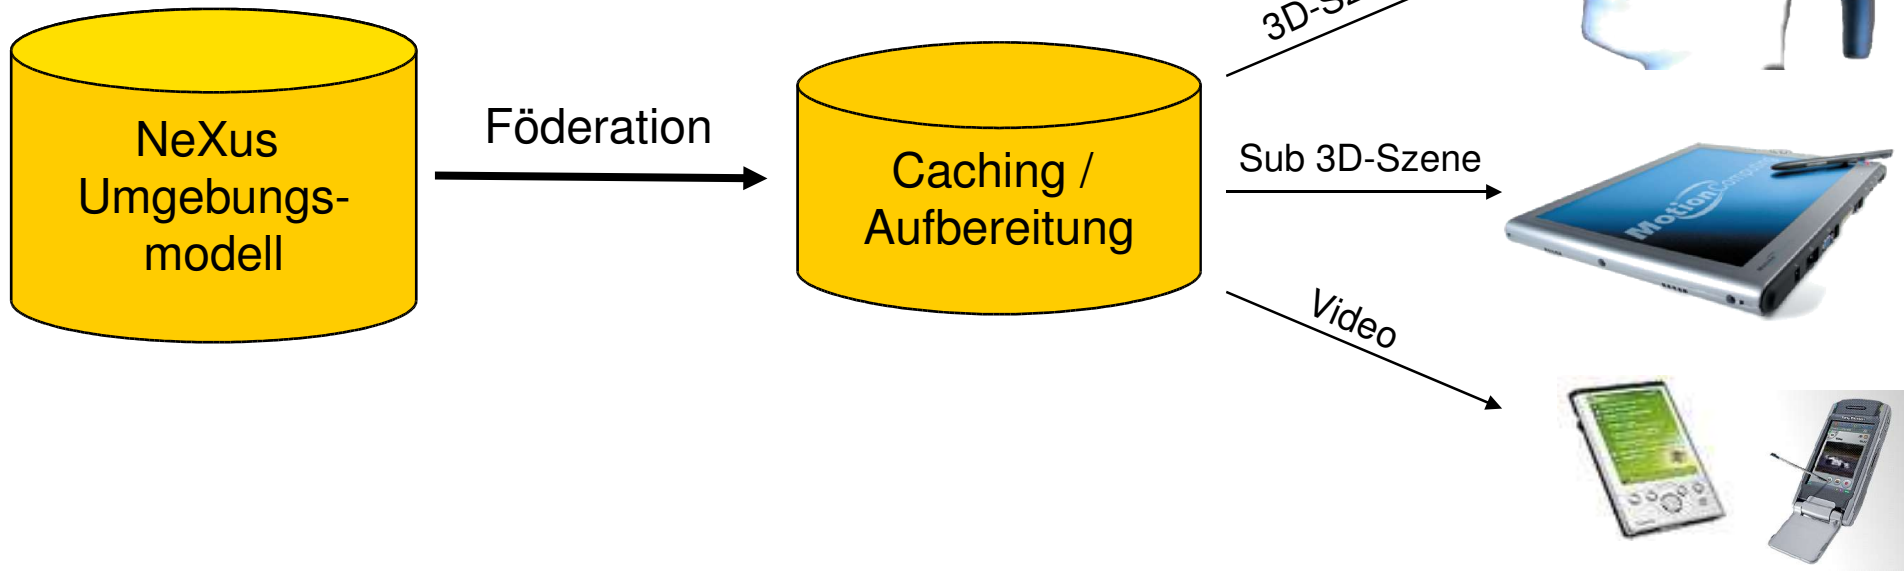 NeXus
Umgebungs-
modell
Föderation
Caching /
Aufbereitung
Sub 3D-Szene
Video